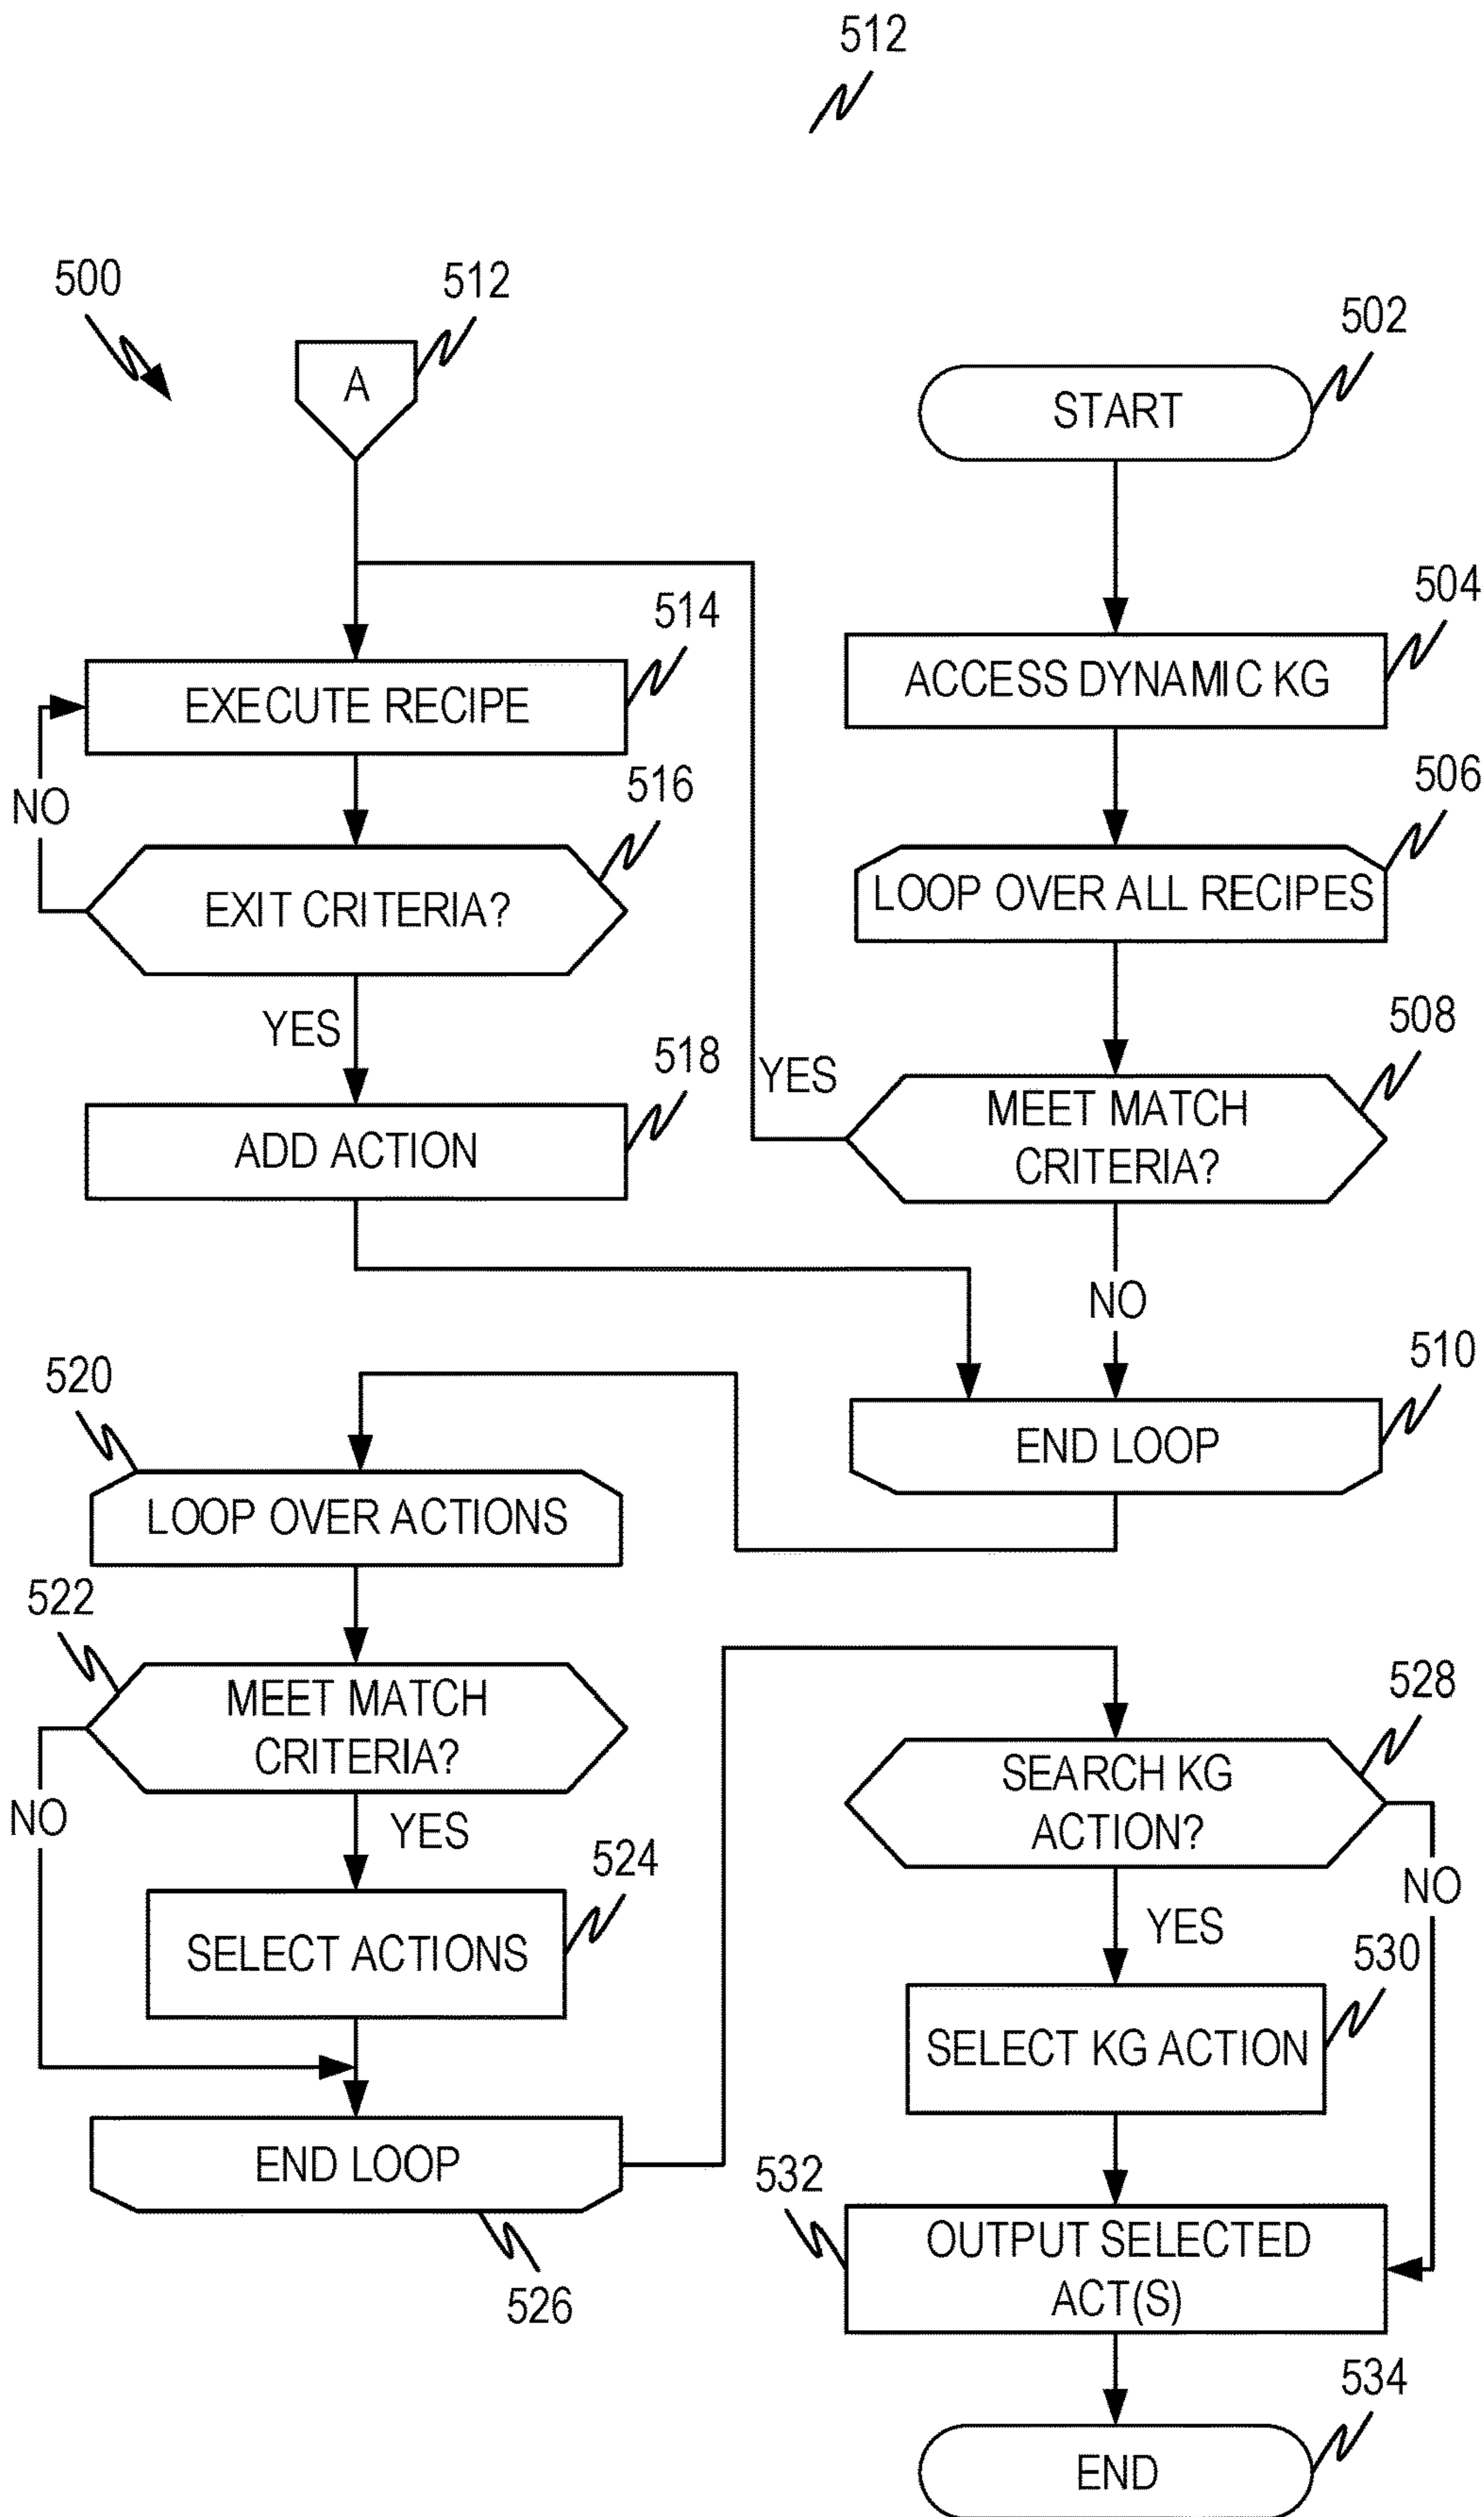 512
500
512
A
502
START
504
ACCESS DYNAMIC KG
514
EXECUTE RECIPE
506
LOOP OVER ALL RECIPES
NO
516
EXIT CRITERIA?
YES
508
MEET MATCH
CRITERIA?
YES
518
ADD ACTION
NO
510
END LOOP
520
LOOP OVER ACTIONS
522
MEET MATCH
CRITERIA?
NO
YES
524
SELECT ACTIONS
END LOOP
526
528
SEARCH KG
ACTION?
NO
YES
530
SELECT KG ACTION
532
OUTPUT SELECTED
ACT(S)
534
END